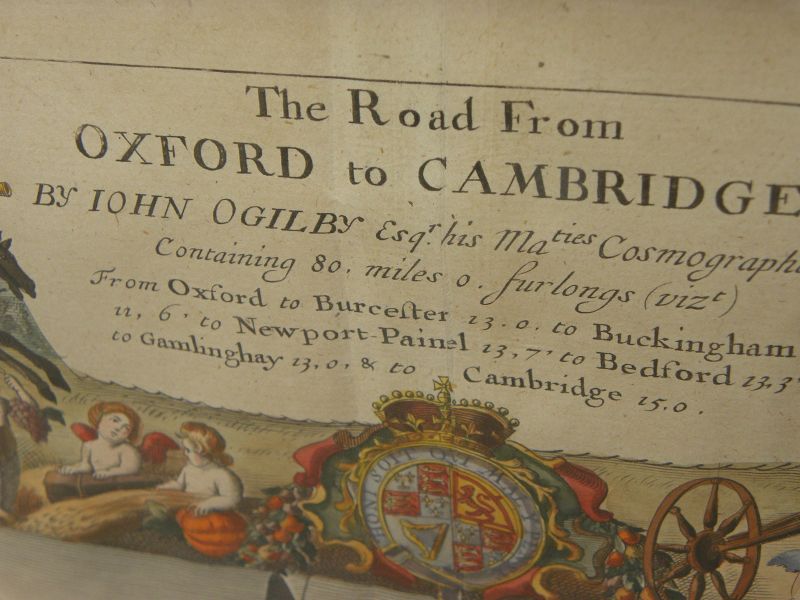 The Road From
OXFORD to CAMBRIDGE
BY IOHN OGILBY Esqr. his Maties Cosmographe
Containing 80. miles 0. furlongs (vizt)
From Oxford to Burceſter 13.0. to Buckingham
11, 6' to Newport-Painel 13,7' to Bedford 12,3'
to Gamlinghay 13,0, & to Cambridge 15.0.
HONI SOIT QUI MAL Y PENS